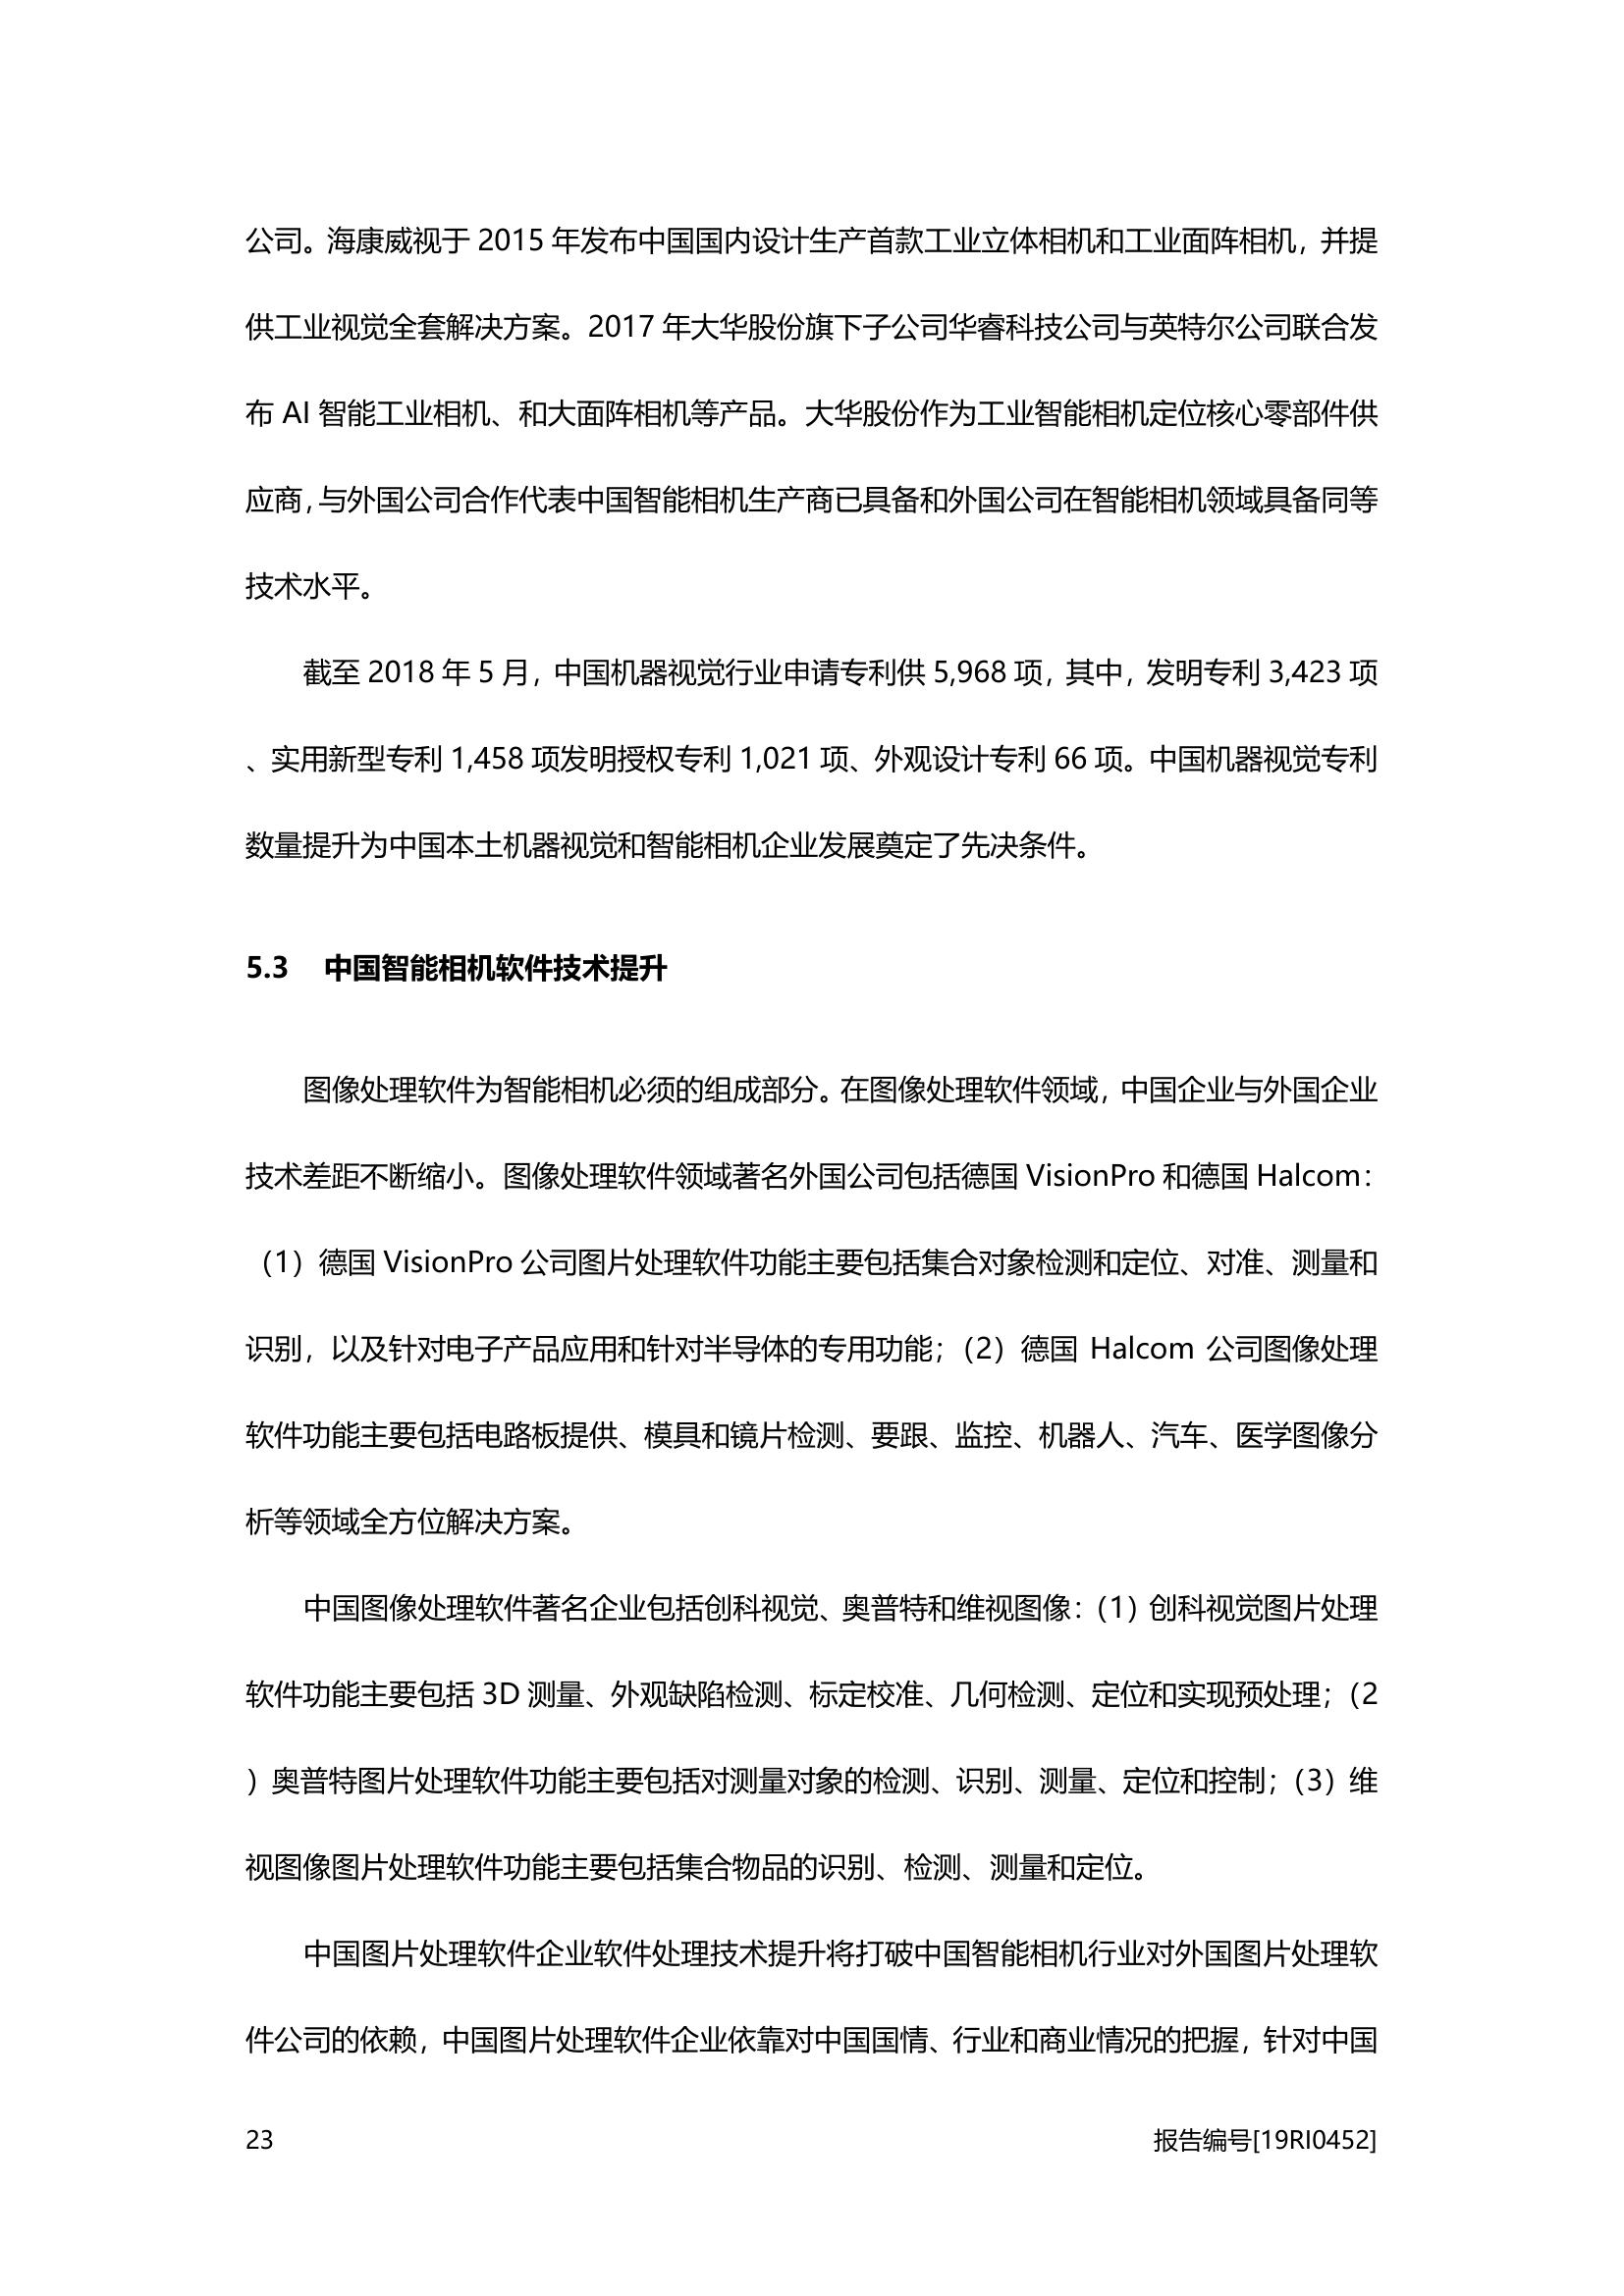 公司。海康威视于 2015 年发布中国国内设计生产首款工业立体相机和工业面阵相机，并提
供工业视觉全套解决方案。2017 年大华股份旗下子公司华睿科技公司与英特尔公司联合发
布 AI 智能工业相机、和大面阵相机等产品。大华股份作为工业智能相机定位核心零部件供
应商，与外国公司合作代表中国智能相机生产商已具备和外国公司在智能相机领域具备同等
技术水平。
截至 2018 年 5 月，中国机器视觉行业申请专利供 5,968 项，其中，发明专利 3,423 项
、实用新型专利 1,458 项发明授权专利 1,021 项、外观设计专利 66 项。中国机器视觉专利
数量提升为中国本土机器视觉和智能相机企业发展奠定了先决条件。
5.3 中国智能相机软件技术提升
图像处理软件为智能相机必须的组成部分。在图像处理软件领域，中国企业与外国企业
技术差距不断缩小。图像处理软件领域著名外国公司包括德国 VisionPro 和德国 Halcom：
（1）德国 VisionPro 公司图片处理软件功能主要包括集合对象检测和定位、对准、测量和
识别，以及针对电子产品应用和针对半导体的专用功能；（2）德国 Halcom 公司图像处理
软件功能主要包括电路板提供、模具和镜片检测、要跟、监控、机器人、汽车、医学图像分
析等领域全方位解决方案。
中国图像处理软件著名企业包括创科视觉、奥普特和维视图像：（1）创科视觉图片处理
软件功能主要包括 3D 测量、外观缺陷检测、标定校准、几何检测、定位和实现预处理；（2
）奥普特图片处理软件功能主要包括对测量对象的检测、识别、测量、定位和控制；（3）维
视图像图片处理软件功能主要包括集合物品的识别、检测、测量和定位。
中国图片处理软件企业软件处理技术提升将打破中国智能相机行业对外国图片处理软
件公司的依赖，中国图片处理软件企业依靠对中国国情、行业和商业情况的把握，针对中国
23 报告编号[19RI0452]